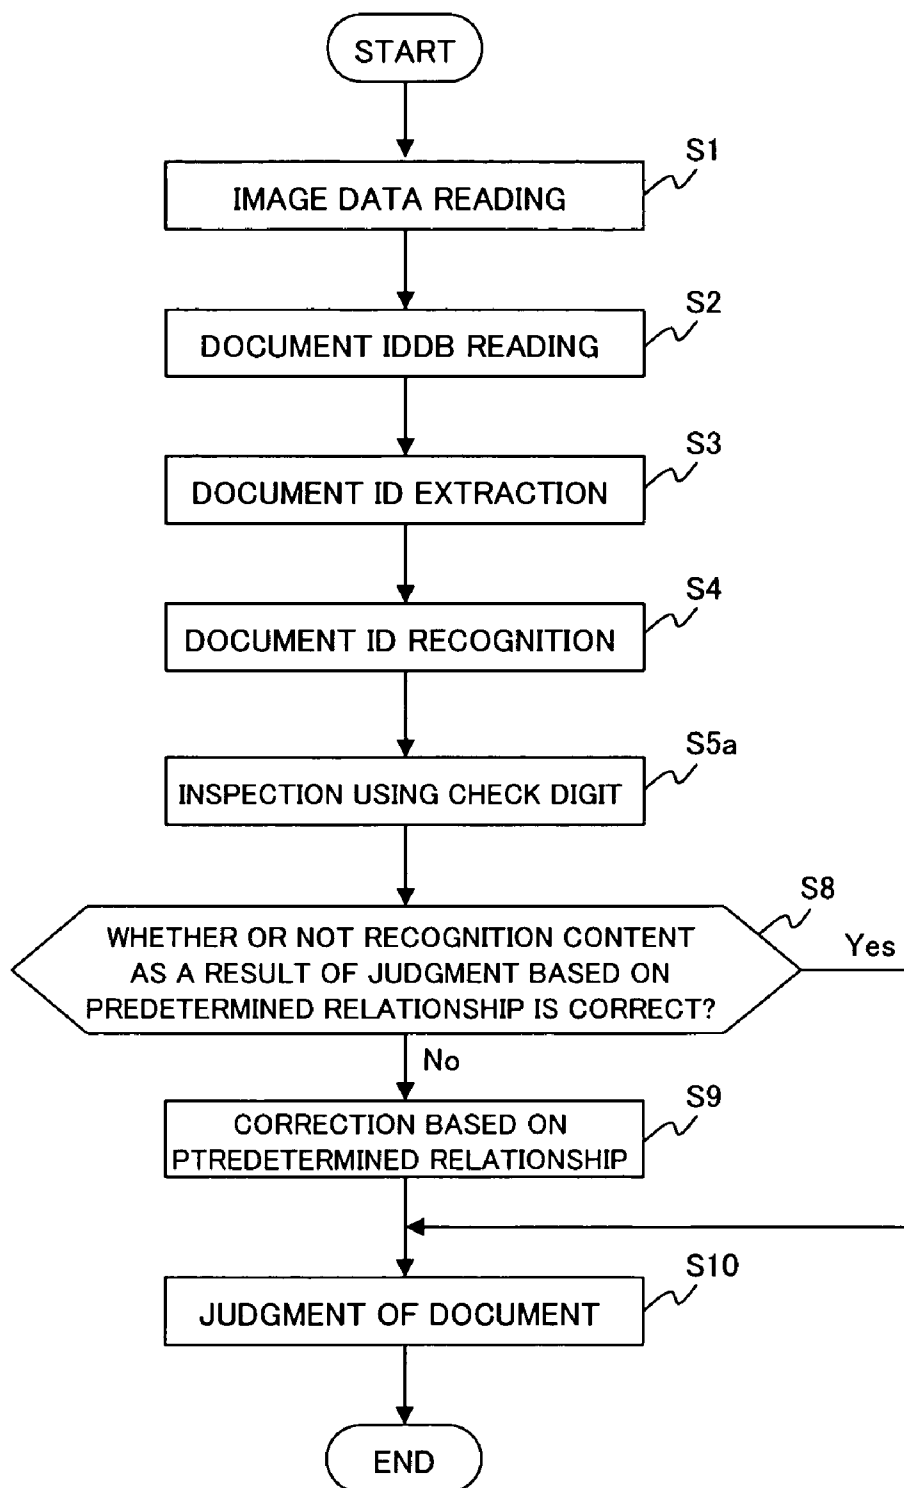 START
S1
IMAGE DATA READING
S2
DOCUMENT IDDB READING
S3
DOCUMENT ID EXTRACTION
S4
DOCUMENT ID RECOGNITION
S5a
INSPECTION USING CHECK DIGIT
S8
WHETHER OR NOT RECOGNITION CONTENT
AS A RESULT OF JUDGMENT BASED ON
PREDETERMINED RELATIONSHIP IS CORRECT?
Yes
No
S9
CORRECTION BASED ON
PTREDETERMINED RELATIONSHIP
S10
JUDGMENT OF DOCUMENT
END